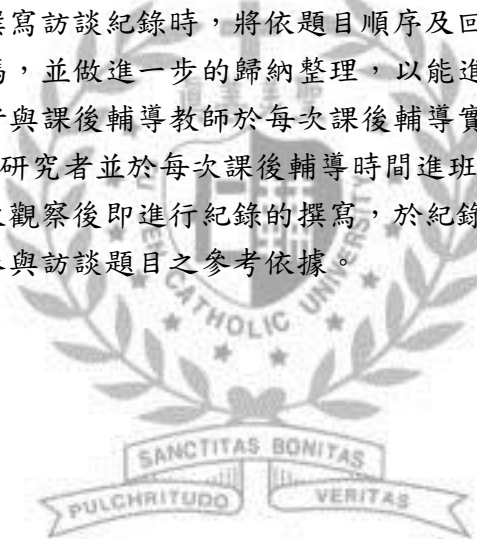 撰寫訪談紀錄時，將依題目順序及回
碼，並做進一步的歸納整理，以能進
者與課後輔導教師於每次課後輔導實
研究者並於每次課後輔導時間進班
觀察後即進行紀錄的撰寫，於紀錄
與訪談題目之參考依據。
CATHOLIC UNIVERSITY
SANCTITAS BONITAS
PULCHRITUDO VERITAS